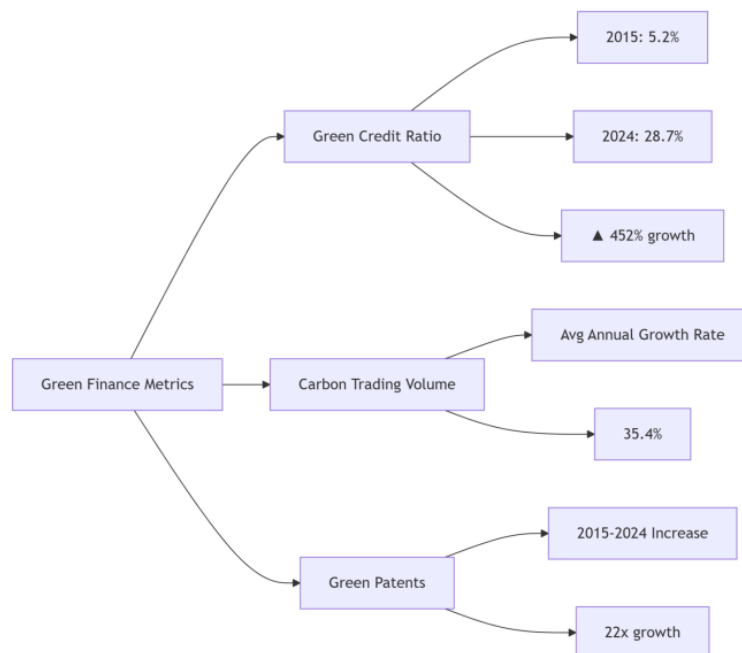 2015: 5.2%
Green Credit Ratio
2024: 28.7%
▲ 452% growth
Avg Annual Growth Rate
Green Finance Metrics
Carbon Trading Volume
35.4%
2015-2024 Increase
Green Patents
22x growth